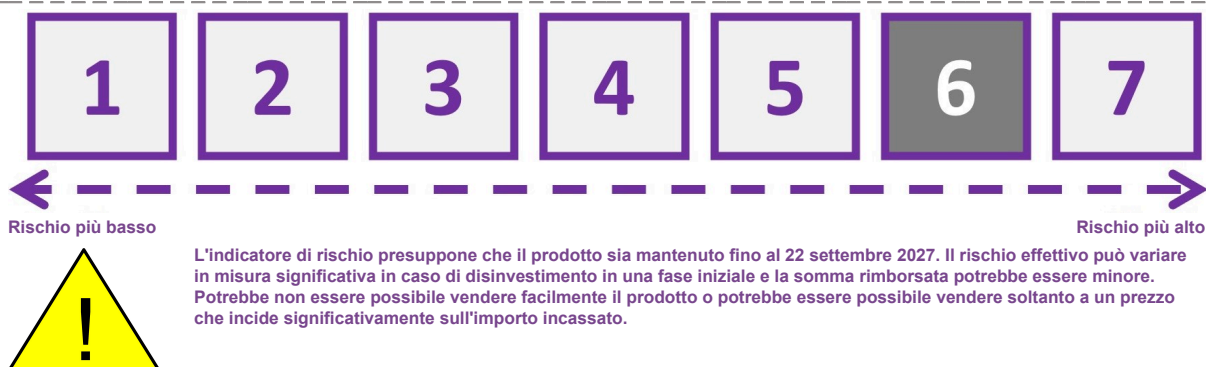 1 2 3 4 5 6 7
Rischio più basso Rischio più alto
L'indicatore di rischio presuppone che il prodotto sia mantenuto fino al 22 settembre 2027. Il rischio effettivo può variare
in misura significativa in caso di disinvestimento in una fase iniziale e la somma rimborsata potrebbe essere minore.
Potrebbe non essere possibile vendere facilmente il prodotto o potrebbe essere possibile vendere soltanto a un prezzo
che incide significativamente sull'importo incassato.
!